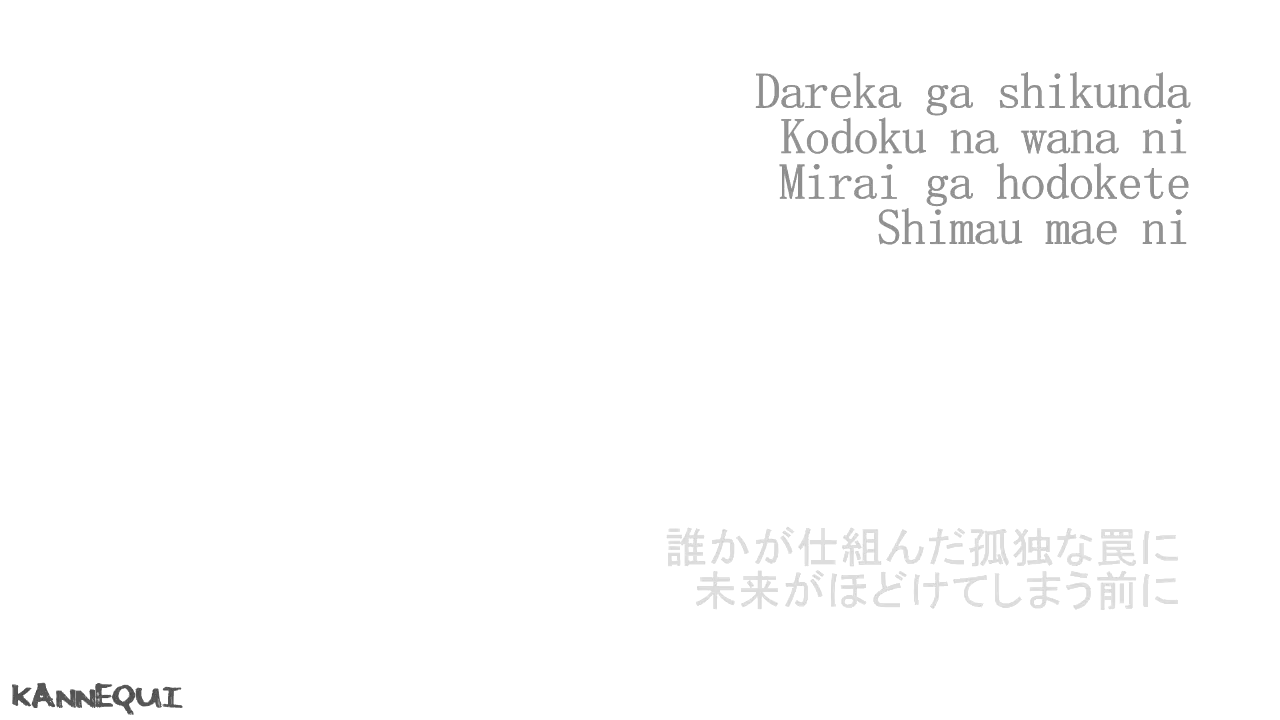 Dareka ga shikunda
Kodoku na wana ni
Mirai ga hodokete
Shimau mae ni
誰かが仕組んだ孤独な罠に
未来がほどけてしまう前に
KANNEQUI